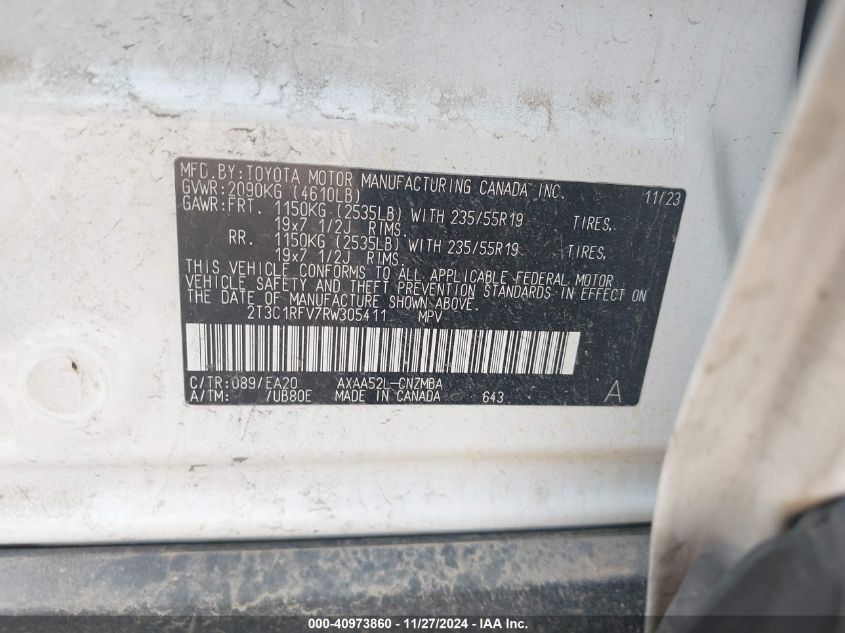 MFD.BY:TOYOTA MOTOR MANUFACTURING CANADA INC. 11/23
GVWR:2090KG (4610LB)
GAWR:FRT. 1150KG (2535LB) WITH 235/55R19 TIRES,
19x7 1/2J RIMS.
RR. 1150KG (2535LB) WITH 235/55R19 TIRES,
19x7 1/2J RIMS.
THIS VEHICLE CONFORMS TO ALL APPLICABLE FEDERAL MOTOR
VEHICLE SAFETY AND THEFT PREVENTION STANDARDS IN EFFECT ON
THE DATE OF MANUFACTURE SHOWN ABOVE.
2T3C1RFV7RW305411 MPV
C/TR:089/EA20 AXAA52L-CNZMBA
A/TM: /UB80E MADE IN CANADA 643 A
000-40973860 - 11/27/2024 - IAAI - Copart - Inc.